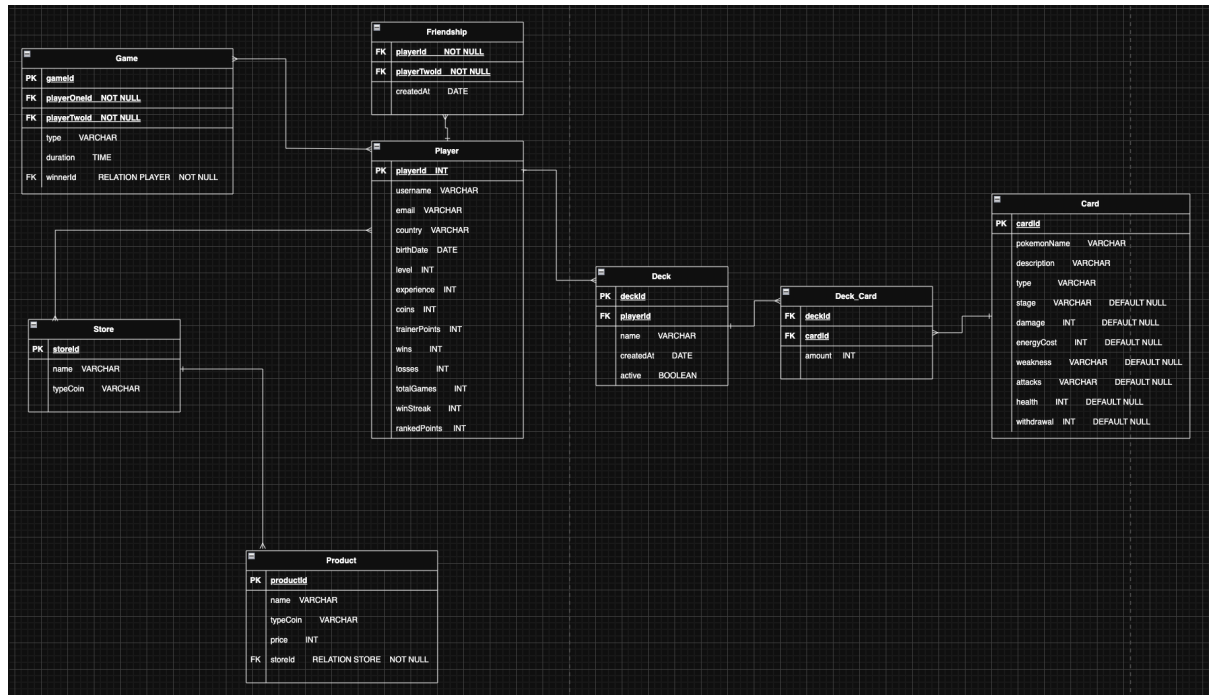 Friendship
FK playerId NOT NULL
FK playerTwoId NOT NULL
createdAt DATE
Game
PK gameId
FK playerOneId NOT NULL
FK playerTwoId NOT NULL
type VARCHAR
duration TIME
FK winnerId RELATION PLAYER NOT NULL
Player
PK playerId INT
username VARCHAR
email VARCHAR
country VARCHAR
birthDate DATE
level INT
experience INT
coins INT
trainerPoints INT
wins INT
losses INT
totalGames INT
winStreak INT
rankedPoints INT
Card
PK cardId
pokemonName VARCHAR
description VARCHAR
type VARCHAR
stage VARCHAR DEFAULT NULL
damage INT DEFAULT NULL
energyCost INT DEFAULT NULL
weakness VARCHAR DEFAULT NULL
attacks VARCHAR DEFAULT NULL
health INT DEFAULT NULL
withdrawal INT DEFAULT NULL
Deck
PK deckId
FK playerId
name VARCHAR
createdAt DATE
active BOOLEAN
Deck_Card
FK deckId
FK cardId
amount INT
Store
PK storeId
name VARCHAR
typeCoin VARCHAR
Product
PK productId
name VARCHAR
typeCoin VARCHAR
price INT
FK storeId RELATION STORE NOT NULL